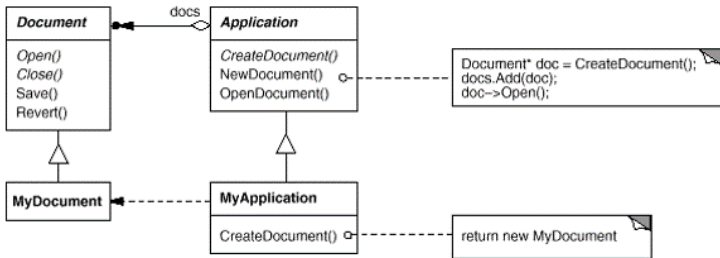 docs
Document
Open()
Close()
Save()
Revert()
Application
CreateDocument()
NewDocument()
OpenDocument()
Document* doc = CreateDocument();
docs.Add(doc);
doc->Open();
MyDocument
MyApplication
CreateDocument()
return new MyDocument